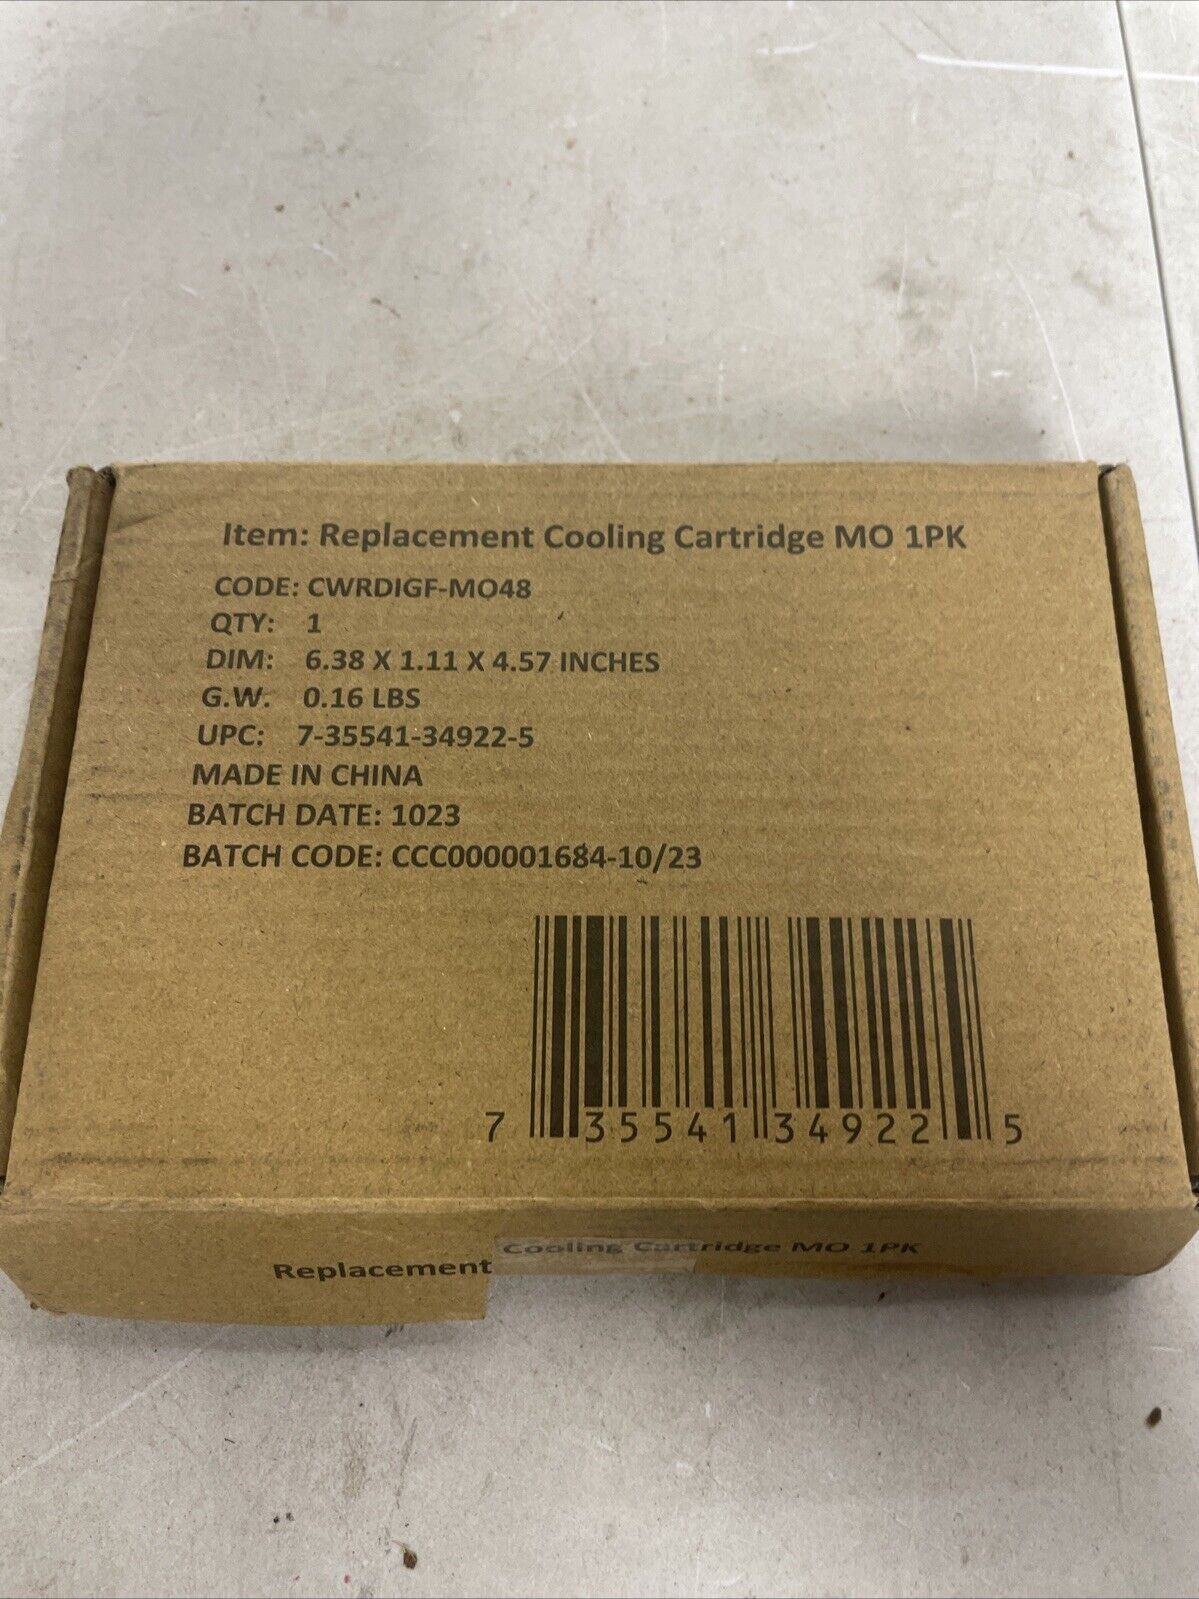 Item: Replacement Cooling Cartridge MO 1PK
CODE: CWRDIGF-MO48
QTY: 1
DIM: 6.38 X 1.11 X 4.57 INCHES
G.W. 0.16 LBS
UPC: 7-35541-34922-5
MADE IN CHINA
BATCH DATE: 1023
BATCH CODE: CCC000001684-10/23
7 35541 34922 5
Replacement Cooling Cartridge MO 1PK